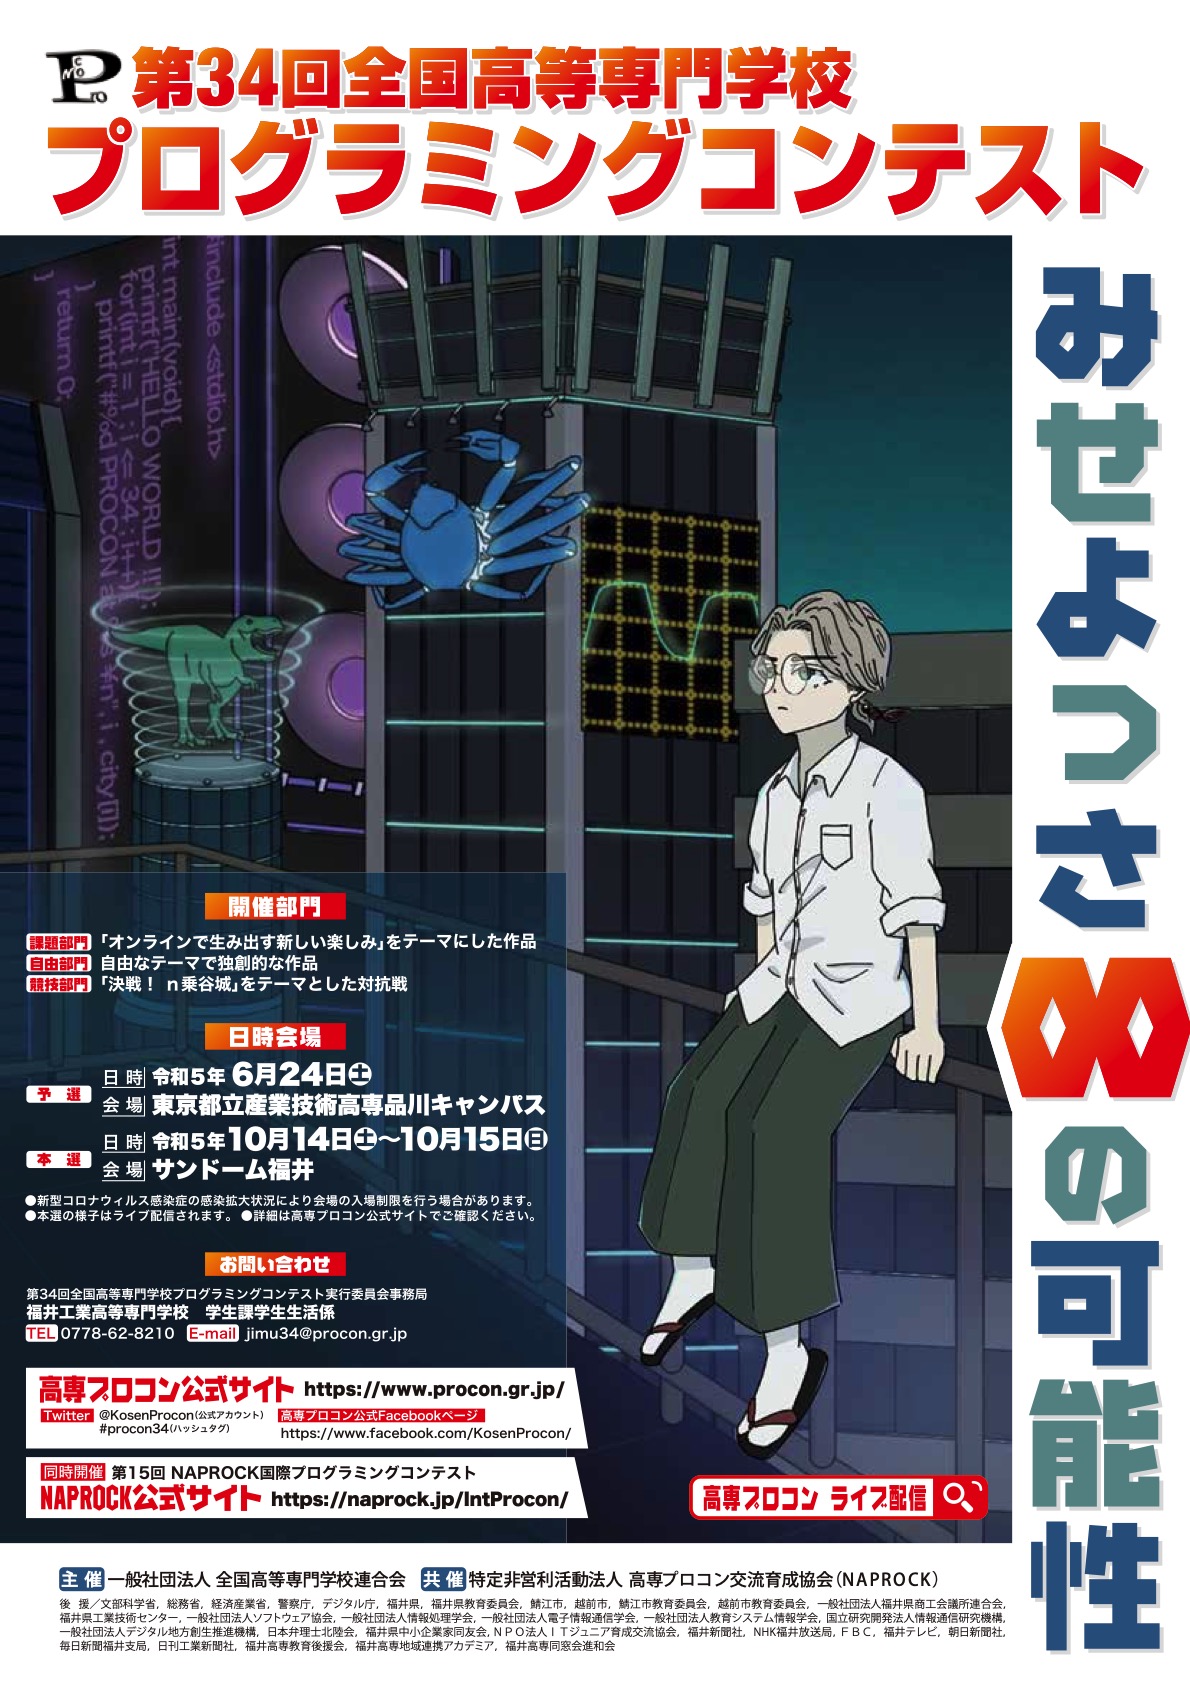 第34回全国高等専門学校
プログラミングコンテスト
みせよっさ∞の可能性
#include <stdio.h>
int main(void){
printf("HELLO WORLD !!");
for(int i = 1 ; i <= 34 ; i++){
printf("#%d PROCON at %s ¥n", i , city[i]);
}
return 0;
}
開催部門
課題部門 「オンラインで生み出す新しい楽しみ」をテーマにした作品
自由部門 自由なテーマで独創的な作品
競技部門 「決戦！ n乗谷城」をテーマとした対抗戦
日時会場
予選 日時 令和5年 6月24日㊏
会場 東京都立産業技術高専品川キャンパス
本選 日時 令和5年10月14日㊏〜10月15日㊐
会場 サンドーム福井
●新型コロナウィルス感染症の感染拡大状況により会場の入場制限を行う場合があります。
●本選の様子はライブ配信されます。 ●詳細は高専プロコン公式サイトでご確認ください。
お問い合わせ
第34回全国高等専門学校プログラミングコンテスト実行委員会事務局
福井工業高等専門学校 学生課学生生活係
TEL 0778-62-8210 E-mail jimu34@procon.gr.jp
高専プロコン公式サイト https://www.procon.gr.jp/
Twitter @KosenProcon(公式アカウント) 高専プロコン公式Facebookページ
#procon34(ハッシュタグ) https://www.facebook.com/KosenProcon/
同時開催 第15回 NAPROCK国際プログラミングコンテスト
NAPROCK公式サイト https://naprock.jp/IntProcon/
高専プロコン ライブ配信
主催 一般社団法人 全国高等専門学校連合会 共催 特定非営利活動法人 高専プロコン交流育成協会(NAPROCK)
後 援／文部科学省，総務省，経済産業省，警察庁，デジタル庁，福井県，福井県教育委員会，鯖江市，越前市，鯖江市教育委員会，越前市教育委員会，一般社団法人福井県商工会議所連合会，
福井県工業技術センター，一般社団法人ソフトウェア協会，一般社団法人情報処理学会，一般社団法人電子情報通信学会，一般社団法人教育システム情報学会，国立研究開発法人情報通信研究機構，
一般社団法人デジタル地方創生推進機構，日本弁理士北陸会，福井県中小企業家同友会，ＮＰＯ法人ＩＴジュニア育成交流協会，福井新聞社，NHK福井放送局，ＦＢＣ，福井テレビ，朝日新聞社，
毎日新聞福井支局，日刊工業新聞社，福井高専教育後援会，福井高専地域連携アカデミア，福井高専同窓会進和会